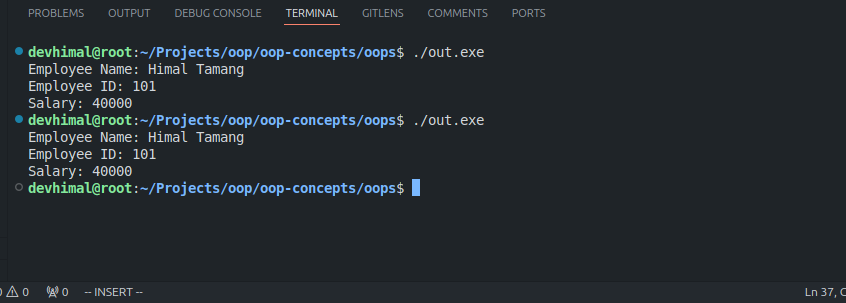 PROBLEMS OUTPUT DEBUG CONSOLE TERMINAL GITLENS COMMENTS PORTS
devhimal@root:~/Projects/oop/oop-concepts/oops$ ./out.exe
Employee Name: Himal Tamang
Employee ID: 101
Salary: 40000
devhimal@root:~/Projects/oop/oop-concepts/oops$ ./out.exe
Employee Name: Himal Tamang
Employee ID: 101
Salary: 40000
devhimal@root:~/Projects/oop/oop-concepts/oops$
0 0 -- INSERT -- Ln 37, C